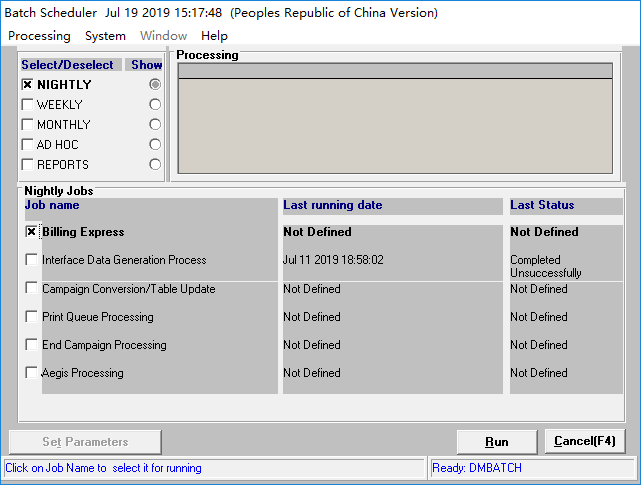 Batch Scheduler Jul 19 2019 15:17:48 (Peoples Republic of China Version)
Processing System Window Help
Select/Deselect Show
NIGHTLY
WEEKLY
MONTHLY
AD HOC
REPORTS
Processing
Nightly Jobs
Job name Last running date Last Status
Billing Express Not Defined Not Defined
Interface Data Generation Process Jul 11 2019 18:58:02 Completed
Unsuccessfully
Campaign Conversion/Table Update Not Defined Not Defined
Print Queue Processing Not Defined Not Defined
End Campaign Processing Not Defined Not Defined
Aegis Processing Not Defined Not Defined
Set Parameters Run Cancel(F4)
Click on Job Name to select it for running Ready: DMBATCH